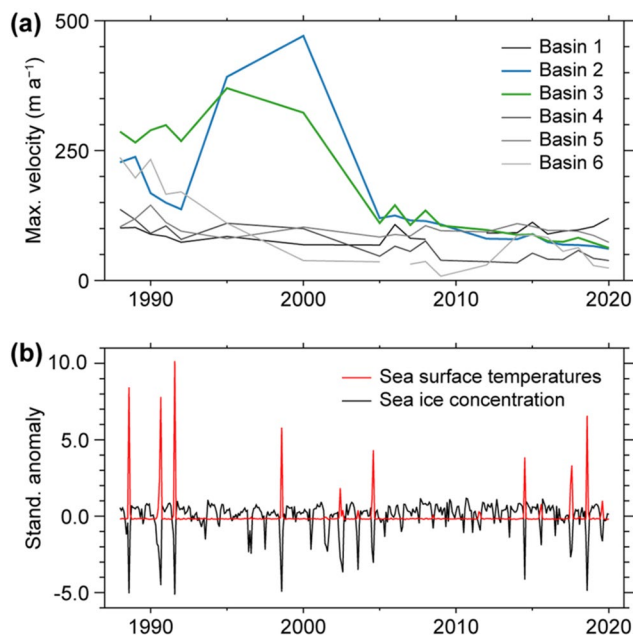 (a)
500
250
0
Max. velocity (m a⁻¹)
Basin 1
Basin 2
Basin 3
Basin 4
Basin 5
Basin 6
1990
2000
2010
2020
(b)
10.0
5.0
0.0
-5.0
Stand. anomaly
Sea surface temperatures
Sea ice concentration
1990
2000
2010
2020